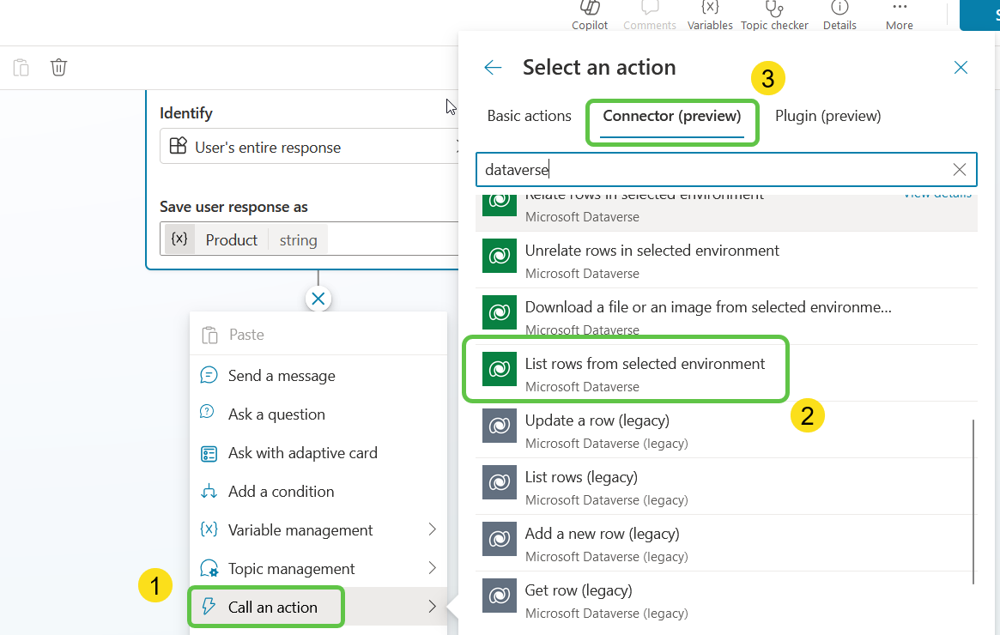 Copilot
Comments
Variables
Topic checker
Details
More
S
Select an action
3
Basic actions
Connector (preview)
Plugin (preview)
dataverse
Identify
User's entire response
Save user response as
{x} Product string
Relate rows in selected environment
View details
Microsoft Dataverse
Unrelate rows in selected environment
Microsoft Dataverse
Download a file or an image from selected environme...
Microsoft Dataverse
List rows from selected environment
Microsoft Dataverse
2
Update a row (legacy)
Microsoft Dataverse (legacy)
List rows (legacy)
Microsoft Dataverse (legacy)
Add a new row (legacy)
Microsoft Dataverse (legacy)
Get row (legacy)
Microsoft Dataverse (legacy)
Paste
Send a message
Ask a question
Ask with adaptive card
Add a condition
{x} Variable management
Topic management
1
Call an action